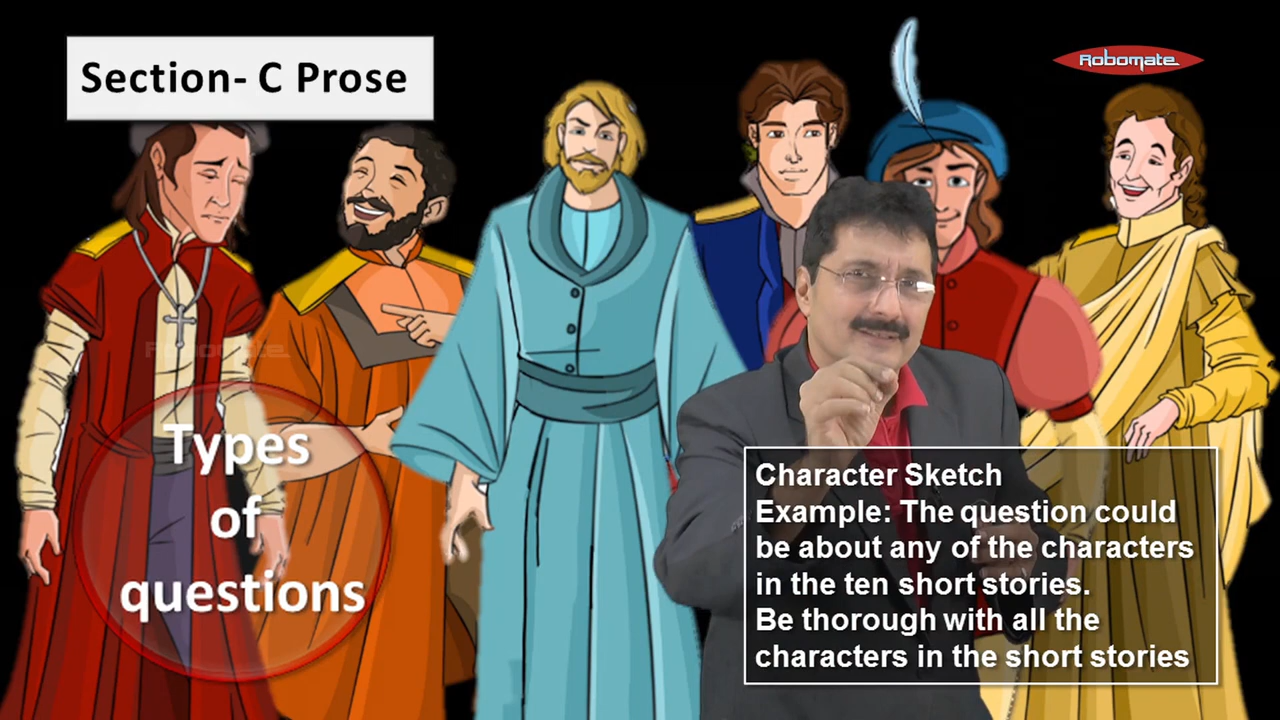 Section- C Prose
Robomate
Robomate
Types
of
questions
Character Sketch
Example: The question could
be about any of the characters
in the ten short stories.
Be thorough with all the
characters in the short stories